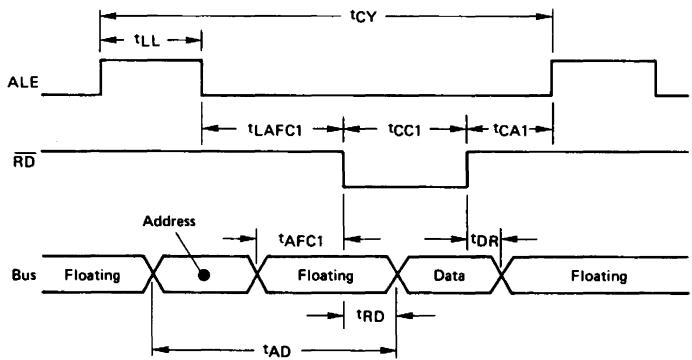 tCY
tLL
ALE
tLAFC1 tCC1 tCA1
RD
Address
tAFC1 tDR
Bus Floating Floating Data Floating
tRD
tAD